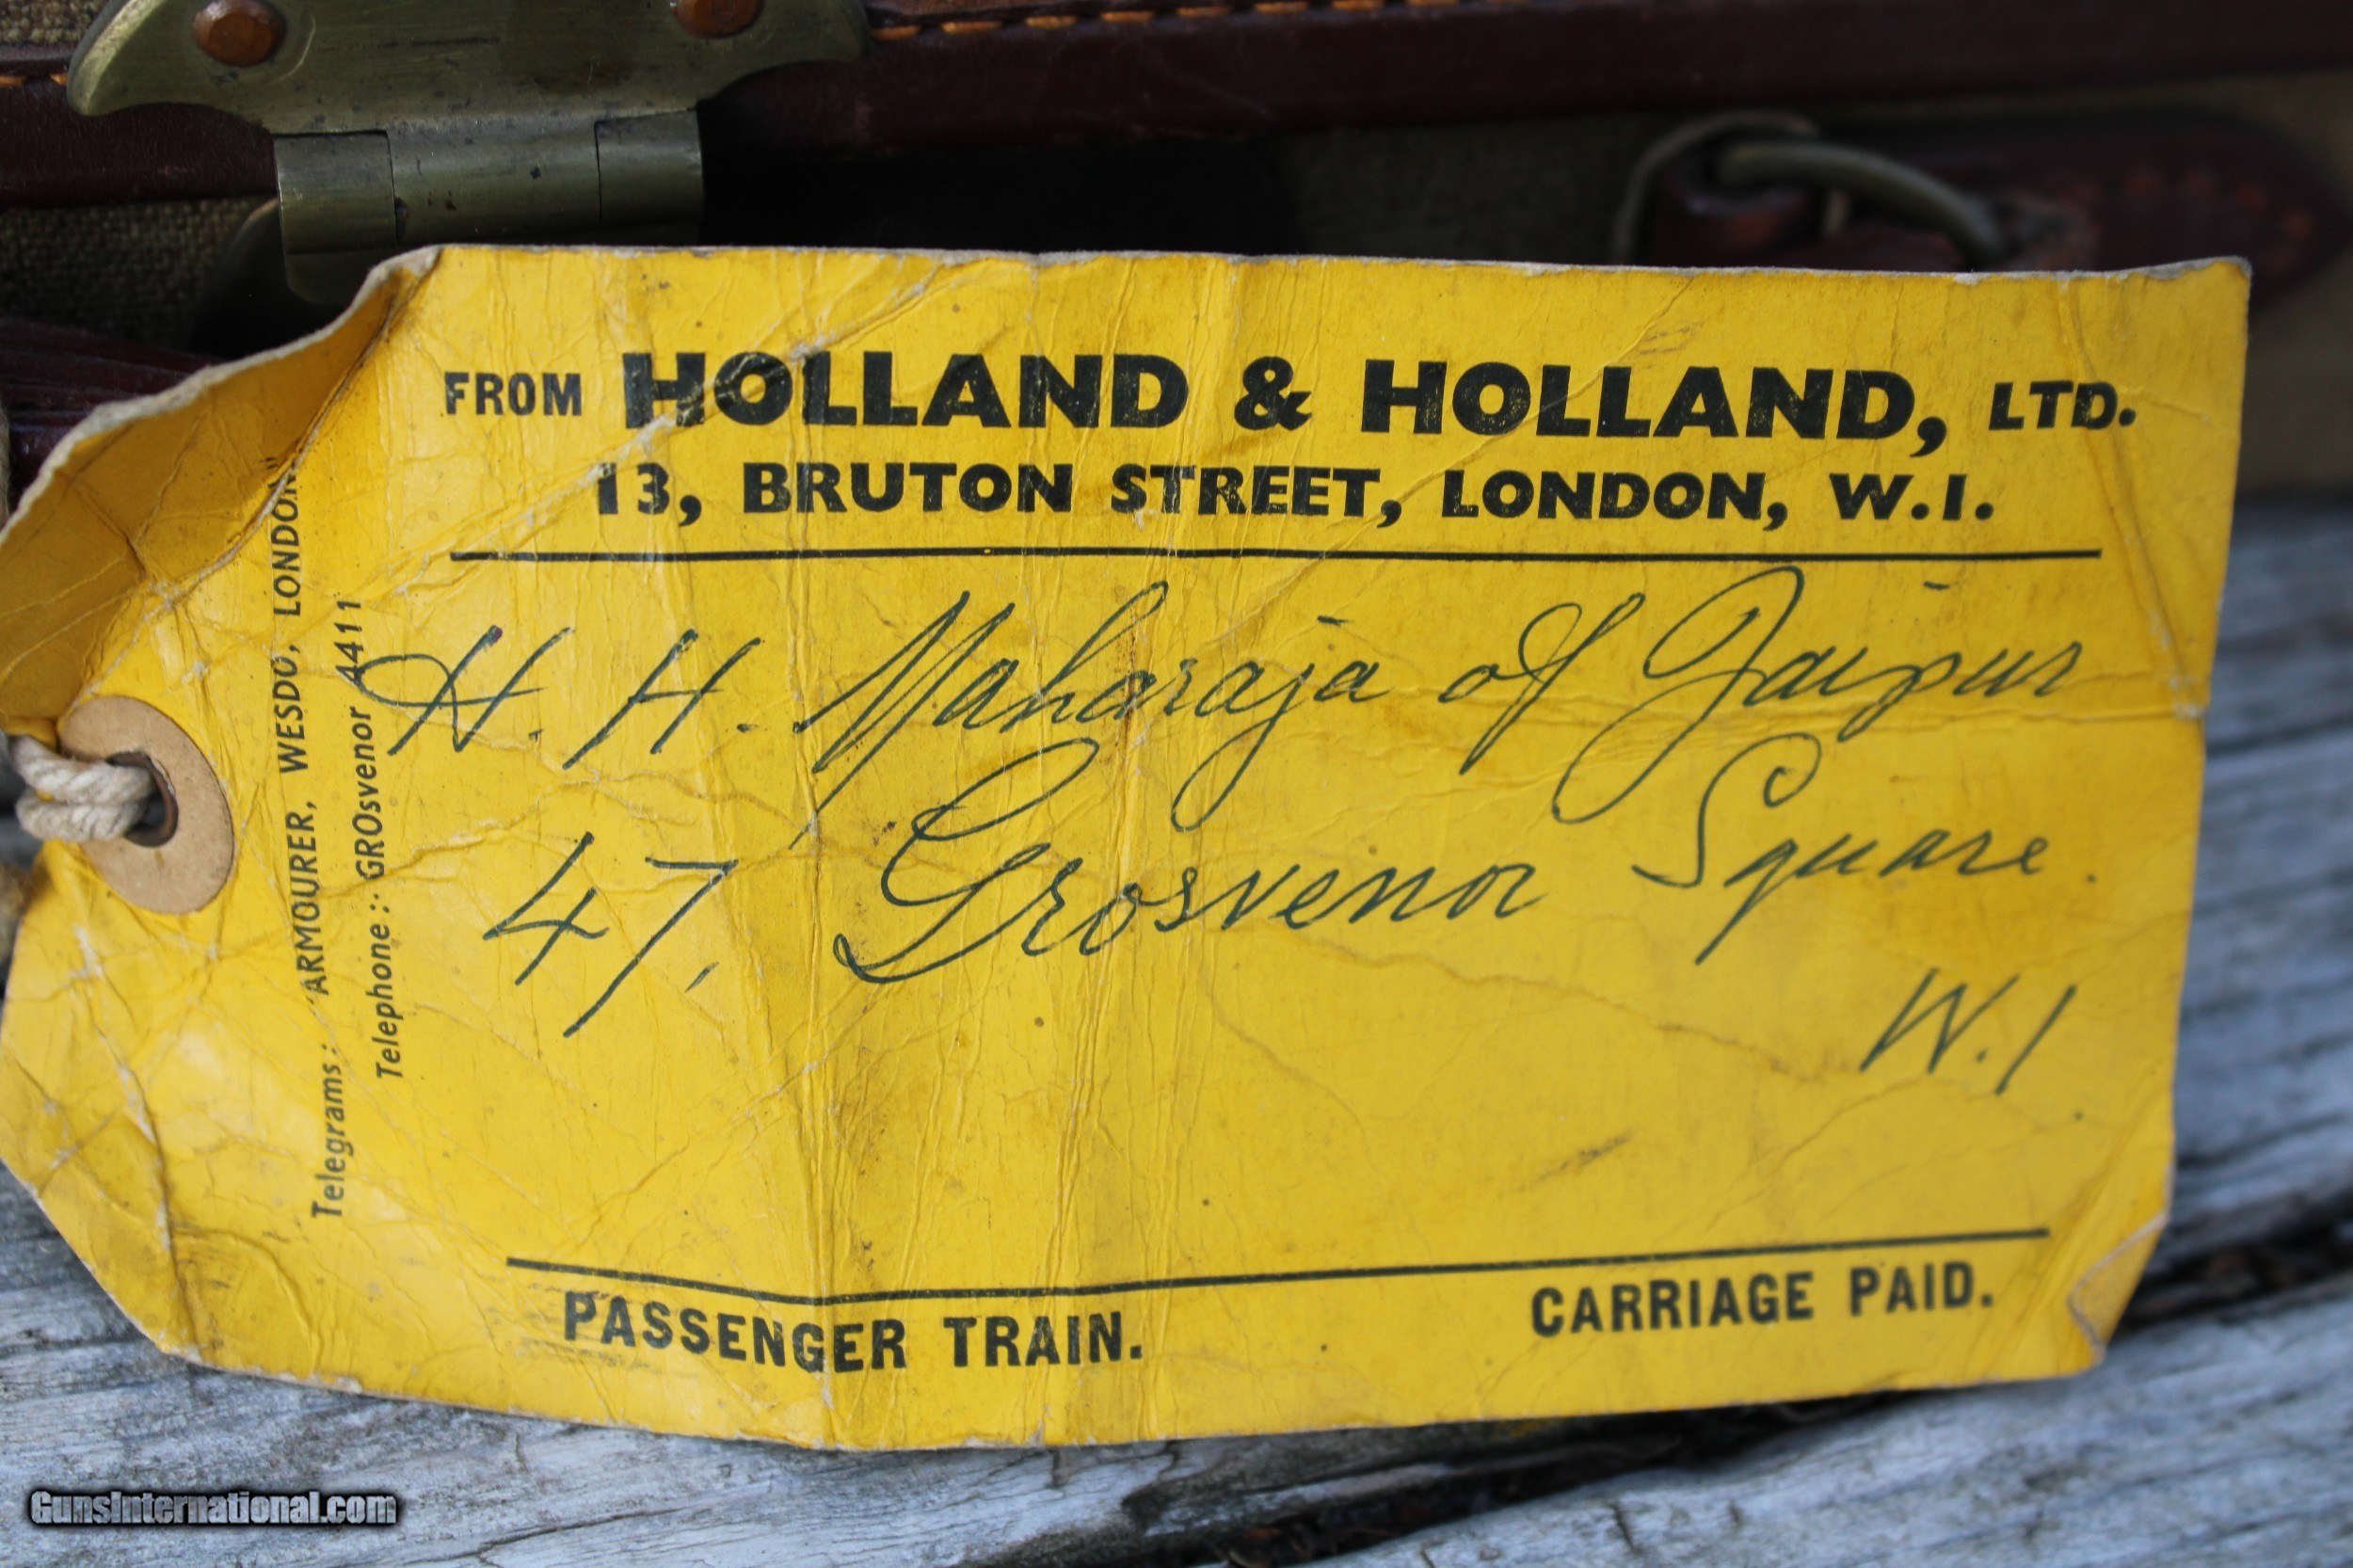 FROM HOLLAND & HOLLAND, LTD.
13, BRUTON STREET, LONDON, W.1.
Telegrams: "ARMOURER, WESDO, LONDON"
Telephone: GROsvenor 4411
H. H. Maharaja of Jaipur
47, Grosvenor Square.
W.1
PASSENGER TRAIN. CARRIAGE PAID.
GunsInternational.com